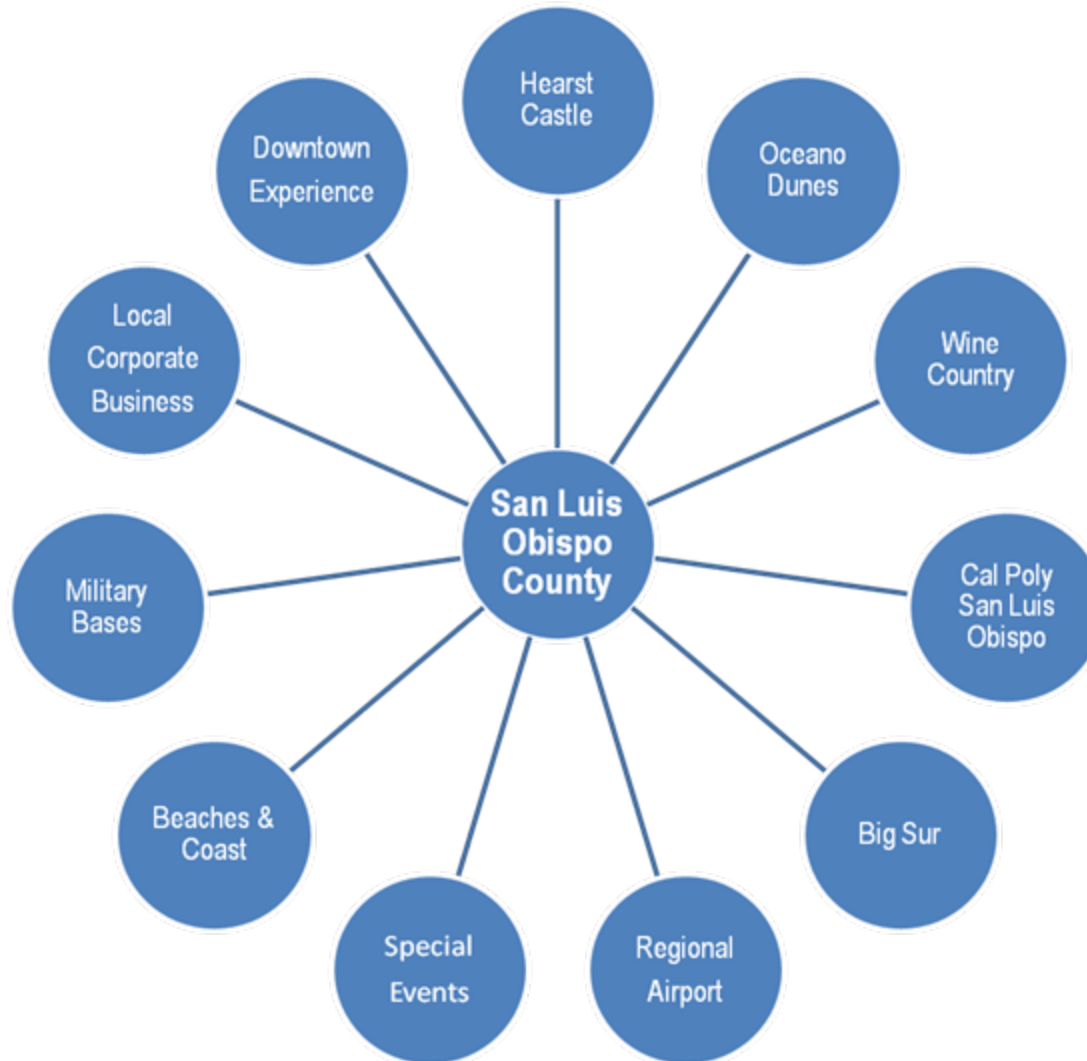 Hearst
Castle
Oceano
Dunes
Wine
Country
Cal Poly
San Luis
Obispo
Big Sur
Regional
Airport
Special
Events
Beaches &
Coast
Military
Bases
Local
Corporate
Business
Downtown
Experience
San Luis
Obispo
County